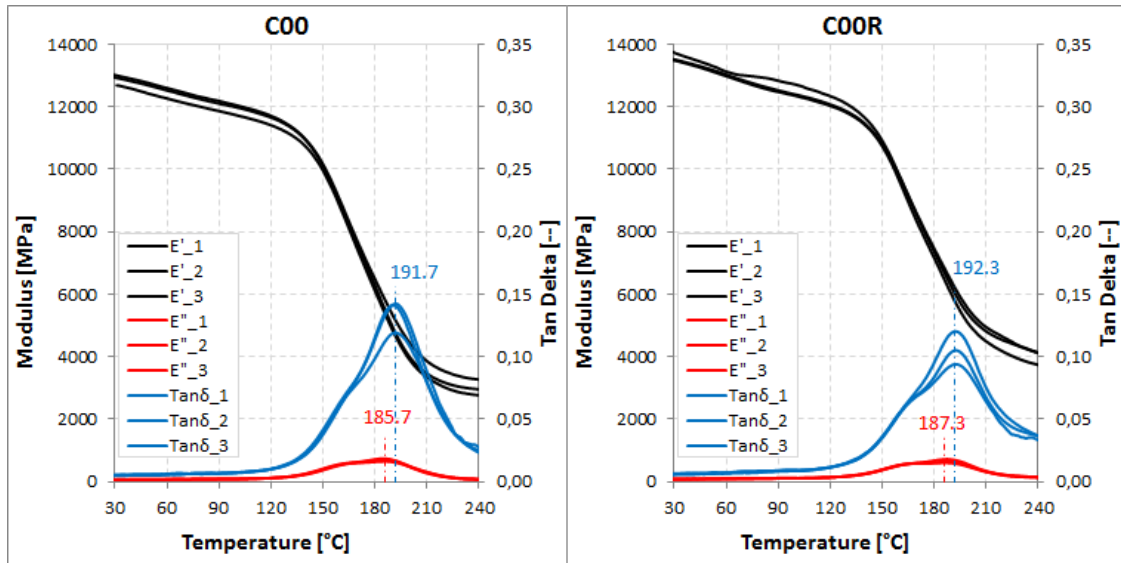 C00
14000
12000
10000
8000
6000
4000
2000
0
0,35
0,30
0,25
0,20
0,15
0,10
0,05
0,00
30 60 90 120 150 180 210 240
Modulus [MPa]
Tan Delta [--]
Temperature [°C]
E'_1
E'_2
E'_3
E"_1
E"_2
E"_3
Tanδ_1
Tanδ_2
Tanδ_3
191.7
185.7
C00R
14000
12000
10000
8000
6000
4000
2000
0
0,35
0,30
0,25
0,20
0,15
0,10
0,05
0,00
30 60 90 120 150 180 210 240
Modulus [MPa]
Tan Delta [--]
Temperature [°C]
E'_1
E'_2
E'_3
E"_1
E"_2
E"_3
Tanδ_1
Tanδ_2
Tanδ_3
192.3
187.3